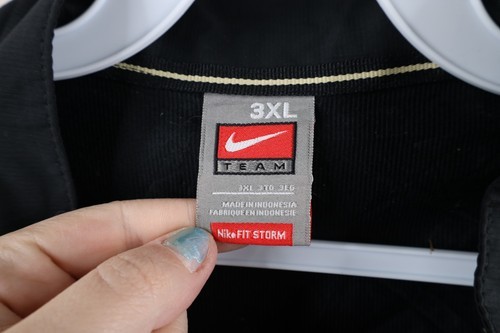 3XL
TEAM
3XL 3TG 3EG
MADE IN INDONESIA
FABRIQUE EN INDONESIE
Nike FIT STORM